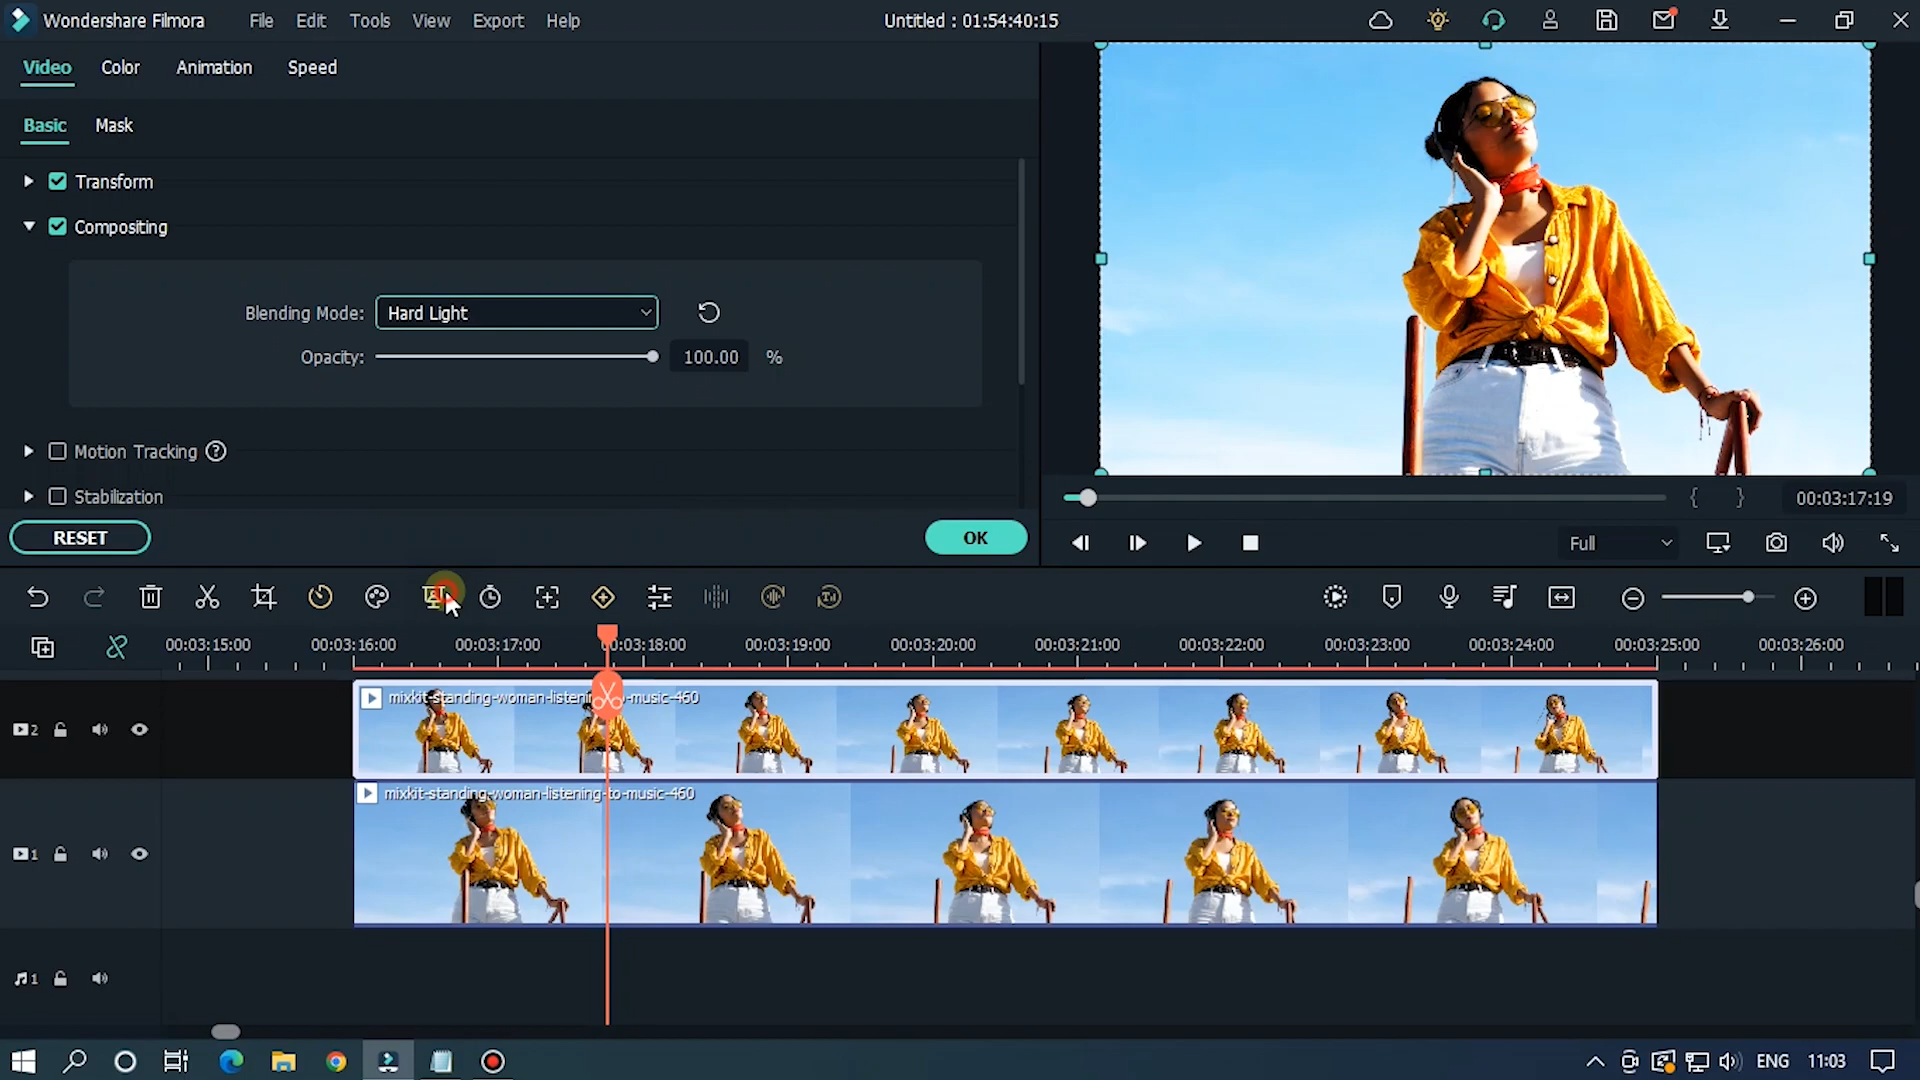 Wondershare Filmora File Edit Tools View Export Help Untitled : 01:54:40:15
Video Color Animation Speed
Basic Mask
Transform
Compositing
Blending Mode: Hard Light
Opacity: 100.00 %
Motion Tracking ?
Stabilization
RESET OK
{ } 00:03:17:19
Full
00:03:15:00 00:03:16:00 00:03:17:00 00:03:18:00 00:03:19:00 00:03:20:00 00:03:21:00 00:03:22:00 00:03:23:00 00:03:24:00 00:03:25:00 00:03:26:00
mixkit-standing-woman-listening-to-music-460
2
mixkit-standing-woman-listening-to-music-460
1
1
ENG 11:03